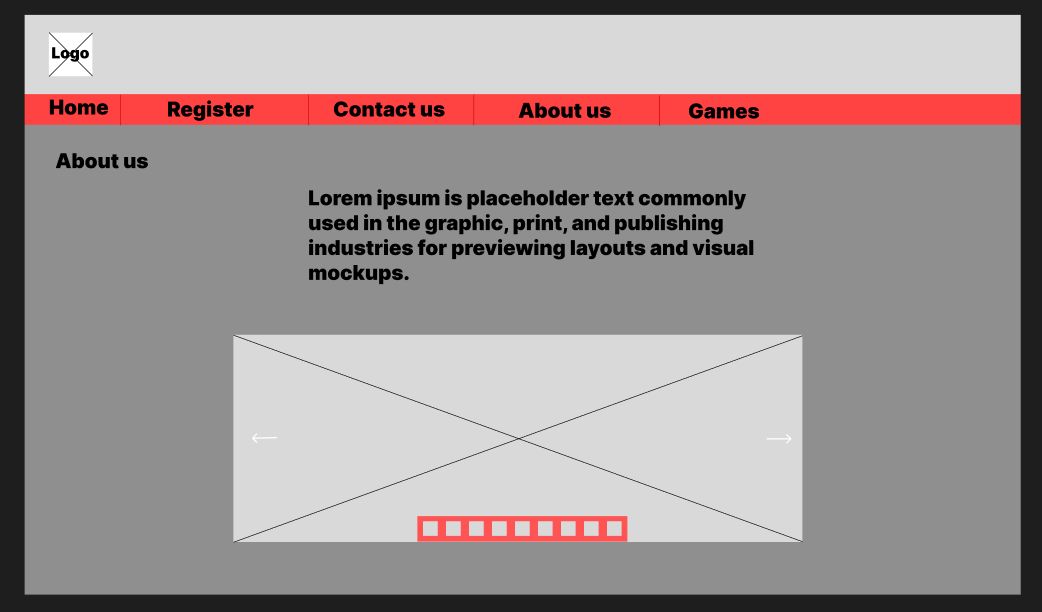 Logo
Home Register Contact us About us Games
About us
Lorem ipsum is placeholder text commonly
used in the graphic, print, and publishing
industries for previewing layouts and visual
mockups.